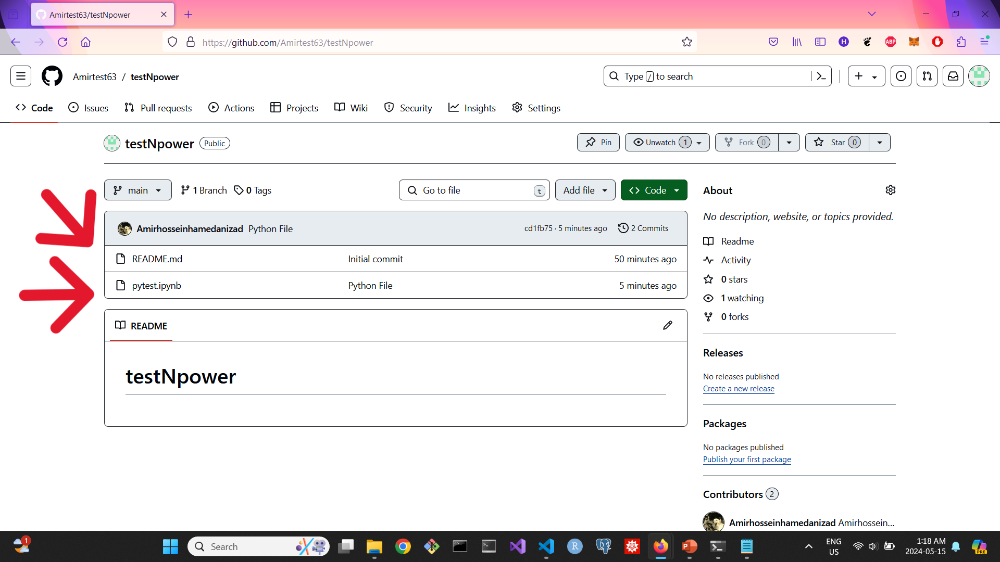 Amirtest63/testNpower
https://github.com/Amirtest63/testNpower
H
ABP
Amirtest63 / testNpower
Type / to search
Code Issues Pull requests Actions Projects Wiki Security Insights Settings
testNpower Public
Pin Unwatch 1 Fork 0 Star 0
main 1 Branch 0 Tags Go to file t Add file Code
Amirhosseinhamedanizad Python File cd1fb75 · 5 minutes ago 2 Commits
README.md Initial commit 50 minutes ago
pytest.ipynb Python File 5 minutes ago
README
testNpower
About
No description, website, or topics provided.
Readme
Activity
0 stars
1 watching
0 forks
Releases
No releases published
Create a new release
Packages
No packages published
Publish your first package
Contributors 2
Amirhosseinhamedanizad Amirhossein...
1
Search
R
P
ENG
US
1:18 AM
2024-05-15
PRE